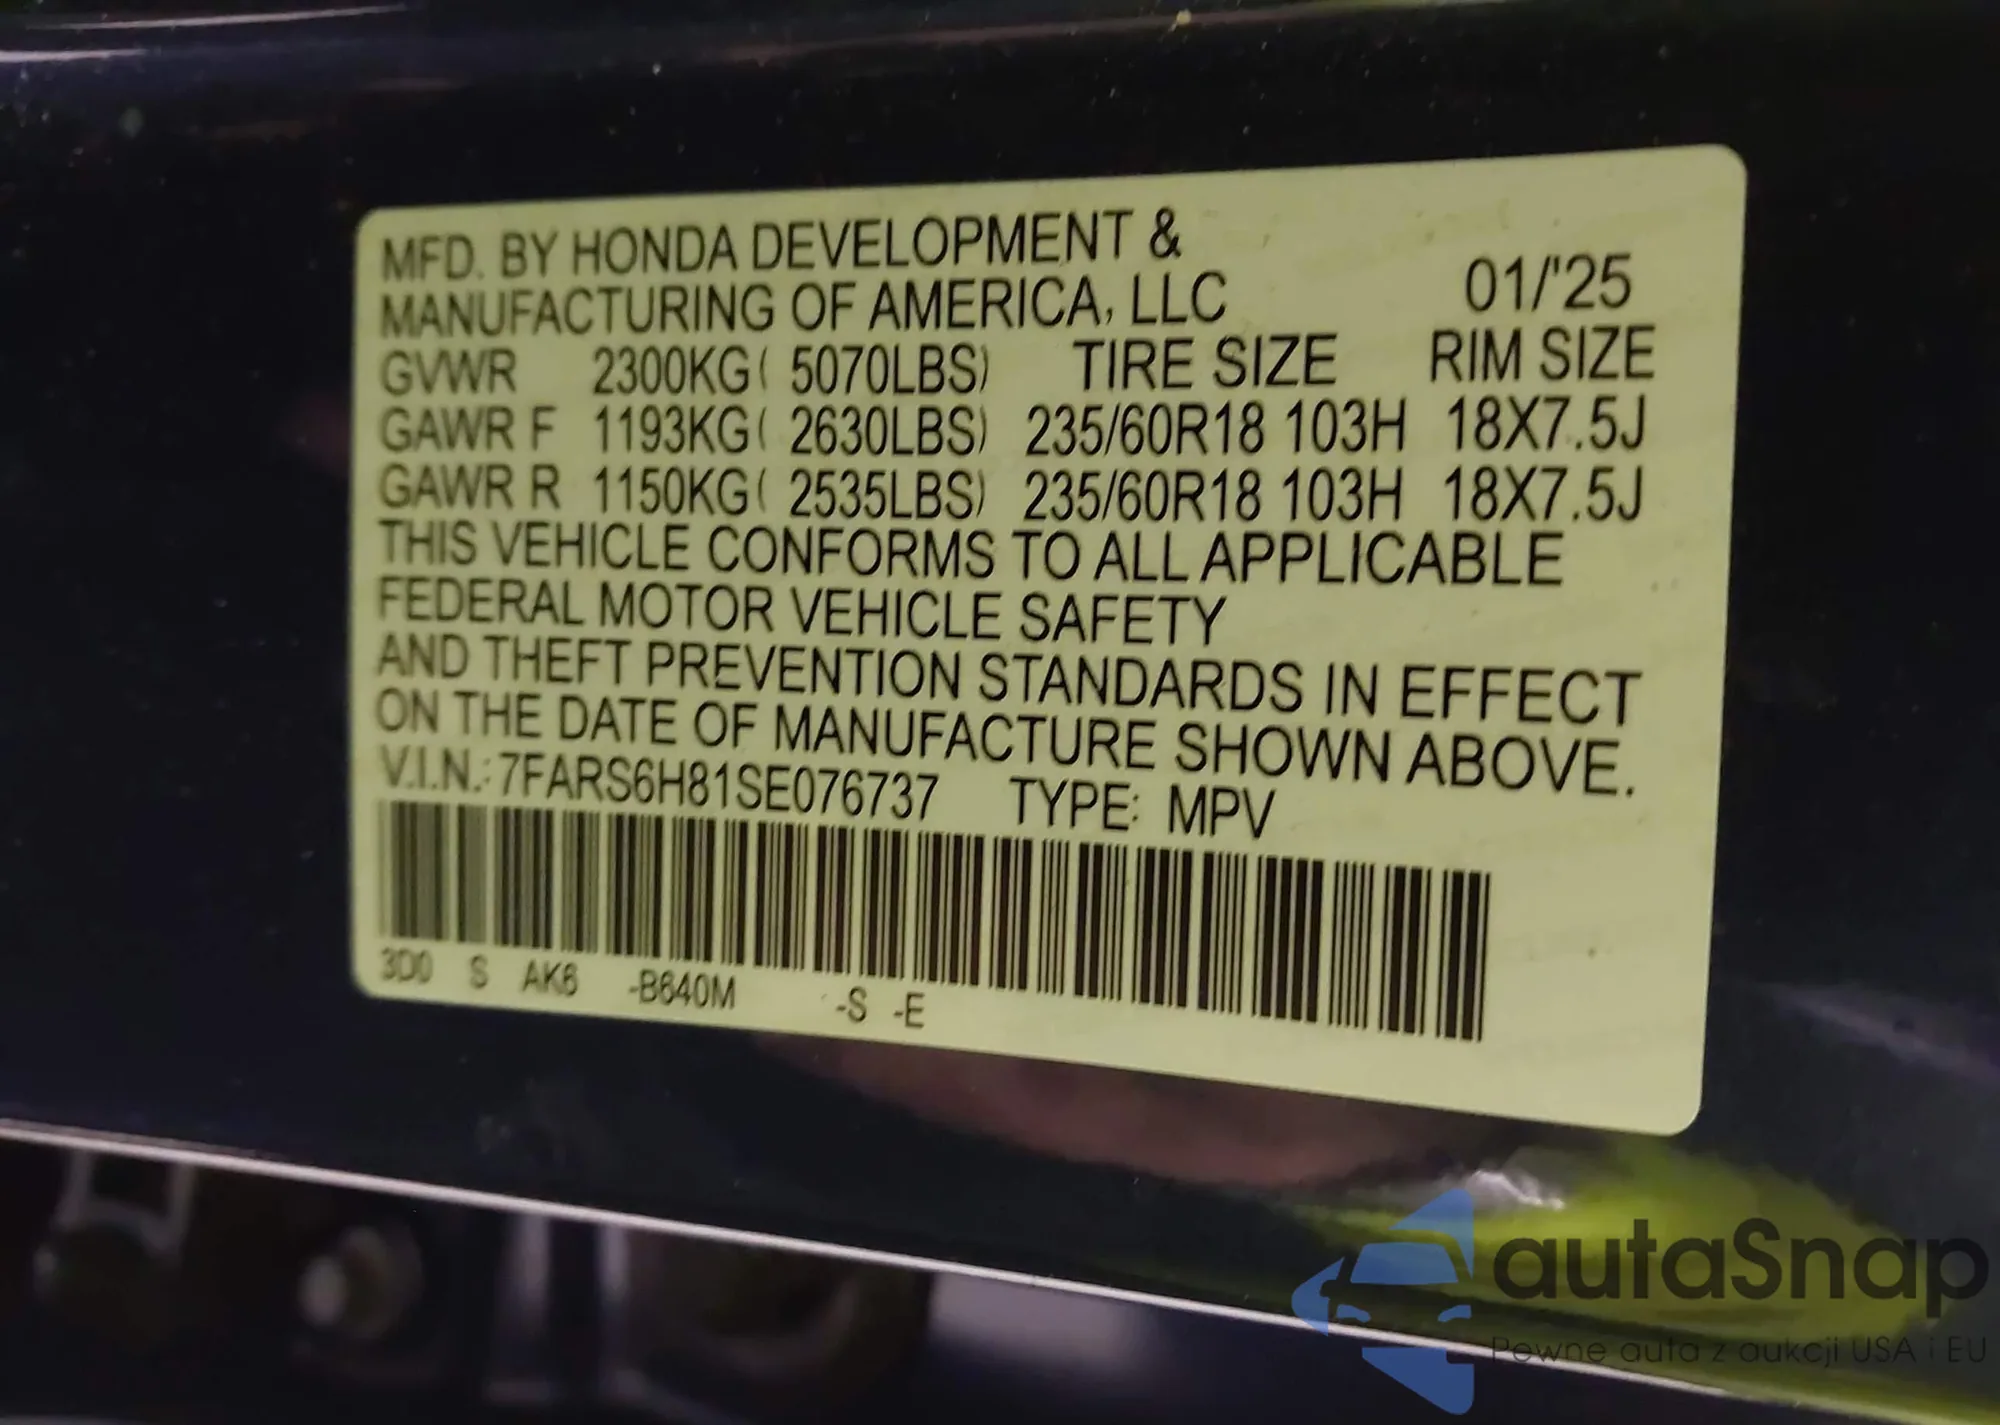 MFD. BY HONDA DEVELOPMENT &
MANUFACTURING OF AMERICA, LLC 01/'25
GVWR 2300KG( 5070LBS) TIRE SIZE RIM SIZE
GAWR F 1193KG( 2630LBS) 235/60R18 103H 18X7.5J
GAWR R 1150KG( 2535LBS) 235/60R18 103H 18X7.5J
THIS VEHICLE CONFORMS TO ALL APPLICABLE
FEDERAL MOTOR VEHICLE SAFETY
AND THEFT PREVENTION STANDARDS IN EFFECT
ON THE DATE OF MANUFACTURE SHOWN ABOVE.
V.I.N.: 7FARS6H81SE076737 TYPE: MPV
3D0 S AK6 -B640M -S -E
autaSnap
Pewne auta z aukcji USA i EU